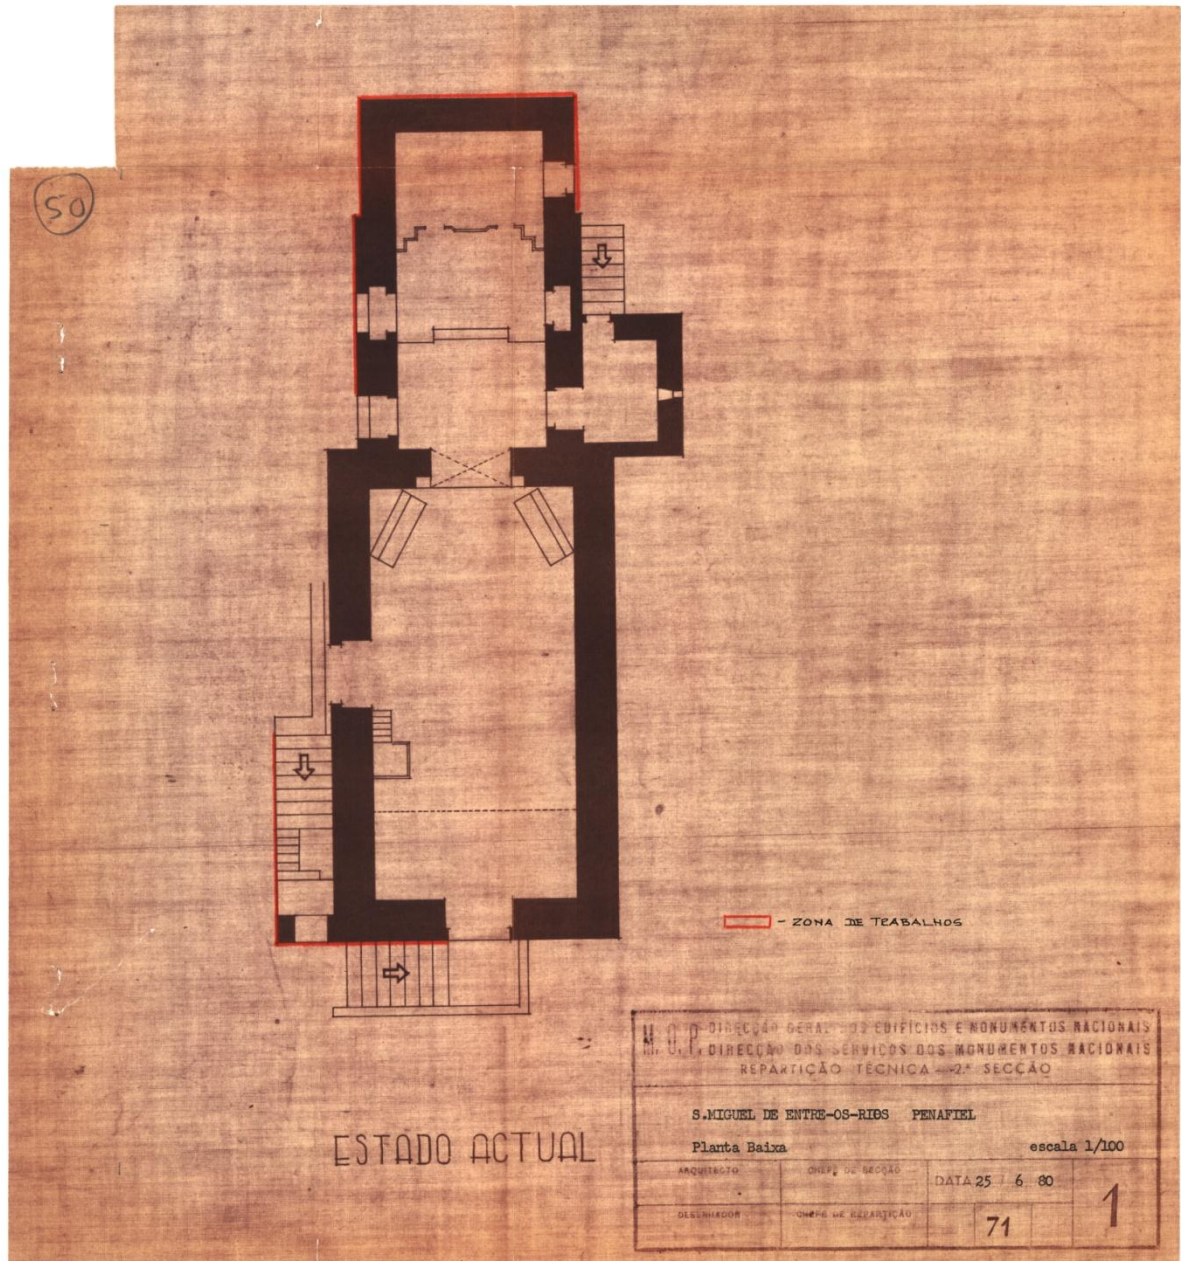 50
- ZONA DE TRABALHOS
M.O.P. DIRECÇÃO GERAL DOS EDIFÍCIOS E MONUMENTOS NACIONAIS
DIRECÇÃO DOS SERVIÇOS DOS MONUMENTOS NACIONAIS
REPARTIÇÃO TÉCNICA - 2.ª SECÇÃO
S.MIGUEL DE ENTRE-OS-RIOS PENAFIEL
Planta Baixa escala 1/100
ESTADO ACTUAL
ARQUITECTO CHEFE DE SECÇÃO DATA 25 / 6 80
1
DESENHADOR CHEFE DE REPARTIÇÃO 71